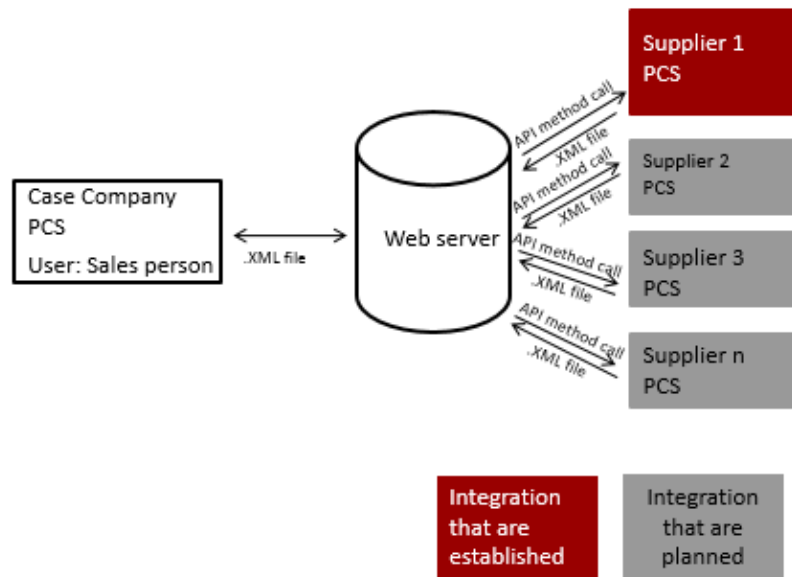 Supplier 1
PCS
API method call
.XML file
Supplier 2
PCS
API method call
.XML file
Case Company
PCS
User: Sales person
.XML file
Web server
API method call
.XML file
Supplier 3
PCS
API method call
.XML file
Supplier n
PCS
Integration
that are
established
Integration
that are
planned